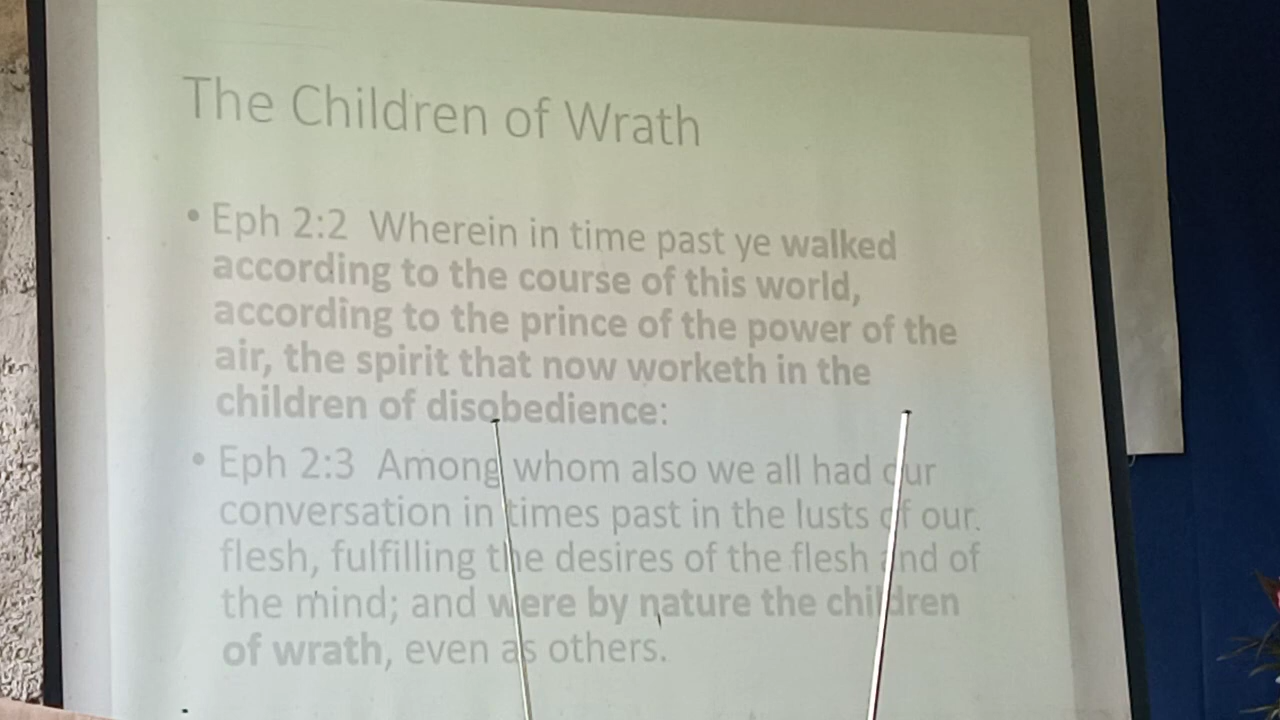 The Children of Wrath
• Eph 2:2 Wherein in time past ye walked
according to the course of this world,
according to the prince of the power of the
air, the spirit that now worketh in the
children of disobedience:
• Eph 2:3 Among whom also we all had our
conversation in times past in the lusts of our
flesh, fulfilling the desires of the flesh and of
the mind; and were by nature the children
of wrath, even as others.